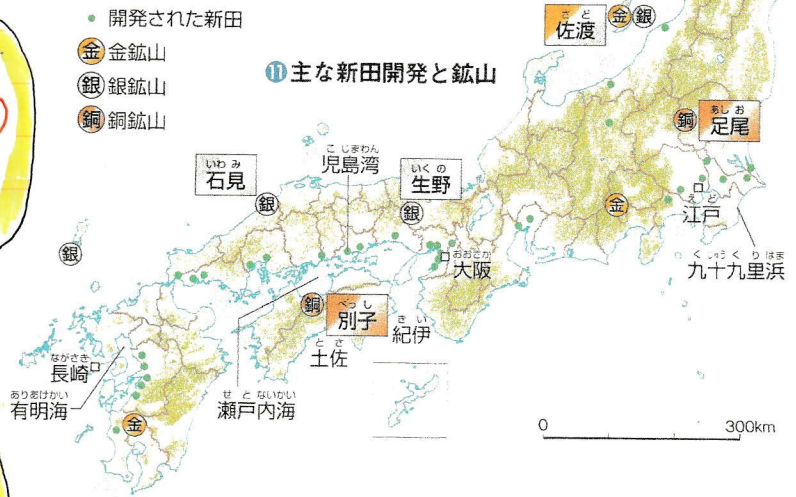 開発された新田
金 金鉱山
銀 銀鉱山
銅 銅鉱山
⑪主な新田開発と鉱山
さど
佐渡
金 銀
あしお
銅 足尾
こじまわん
児島湾
いわみ
石見
銀
いくの
生野
銀
金
えど
江戸
くじゅうくりはま
九十九里浜
銀
おおさか
大阪
銅
べっし
別子
きい
紀伊
とさ
土佐
ながさき
長崎
ありあけかい
有明海
せとないかい
瀬戸内海
金
0 300km